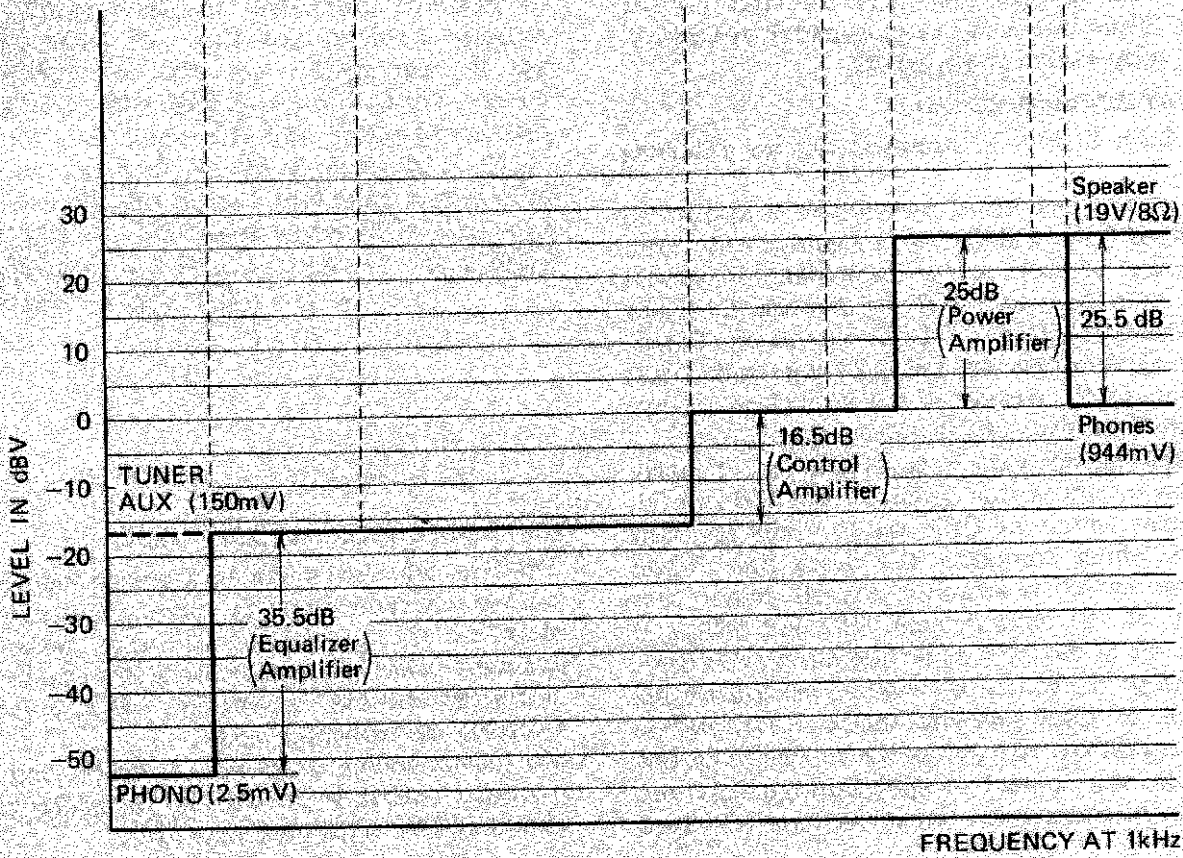 Speaker
(19V/8Ω)
30
20
10
0
-10
-20
-30
-40
-50
LEVEL IN dBV
25dB
(Power
Amplifier)
25.5 dB
Phones
(944mV)
16.5dB
(Control
Amplifier)
TUNER
AUX (150mV)
35.5dB
(Equalizer
Amplifier)
PHONO (2.5mV)
FREQUENCY AT 1kHz